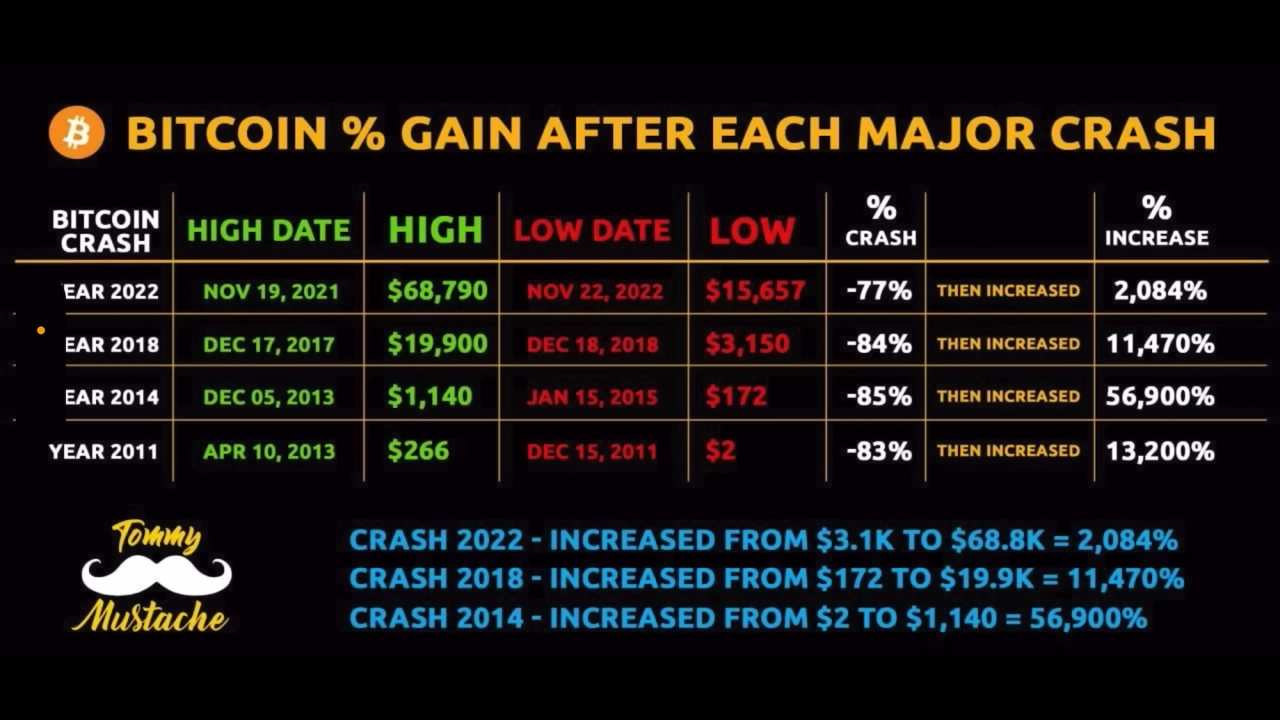 BITCOIN % GAIN AFTER EACH MAJOR CRASH
BITCOIN CRASH HIGH DATE HIGH LOW DATE LOW % CRASH % INCREASE
EAR 2022 NOV 19, 2021 $68,790 NOV 22, 2022 $15,657 -77% THEN INCREASED 2,084%
EAR 2018 DEC 17, 2017 $19,900 DEC 18, 2018 $3,150 -84% THEN INCREASED 11,470%
EAR 2014 DEC 05, 2013 $1,140 JAN 15, 2015 $172 -85% THEN INCREASED 56,900%
YEAR 2011 APR 10, 2013 $266 DEC 15, 2011 $2 -83% THEN INCREASED 13,200%
Tommy
Mustache
CRASH 2022 - INCREASED FROM $3.1K TO $68.8K = 2,084%
CRASH 2018 - INCREASED FROM $172 TO $19.9K = 11,470%
CRASH 2014 - INCREASED FROM $2 TO $1,140 = 56,900%